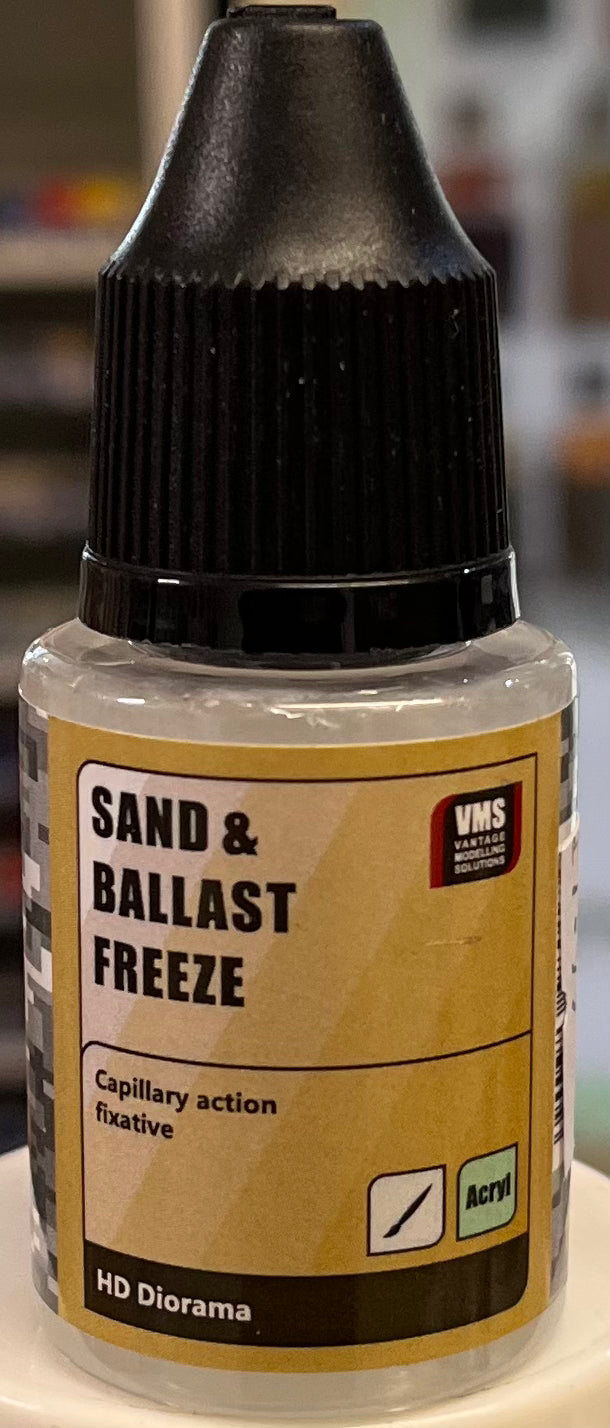 SAND &
BALLAST
FREEZE
VMS
VANTAGE
MODELLING
SOLUTIONS
Capillary action
fixative
Acryl
HD Diorama